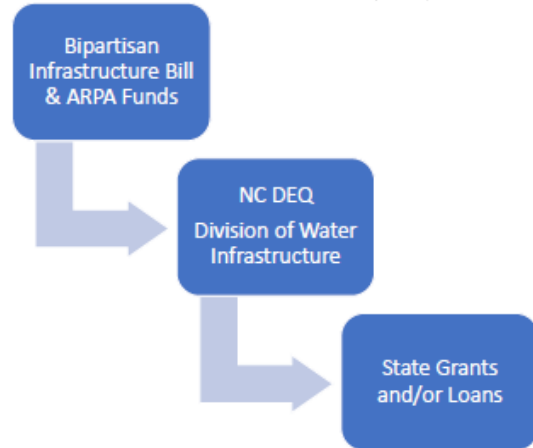 Bipartisan
Infrastructure Bill
& ARPA Funds
NC DEQ
Division of Water
Infrastructure
State Grants
and/or Loans